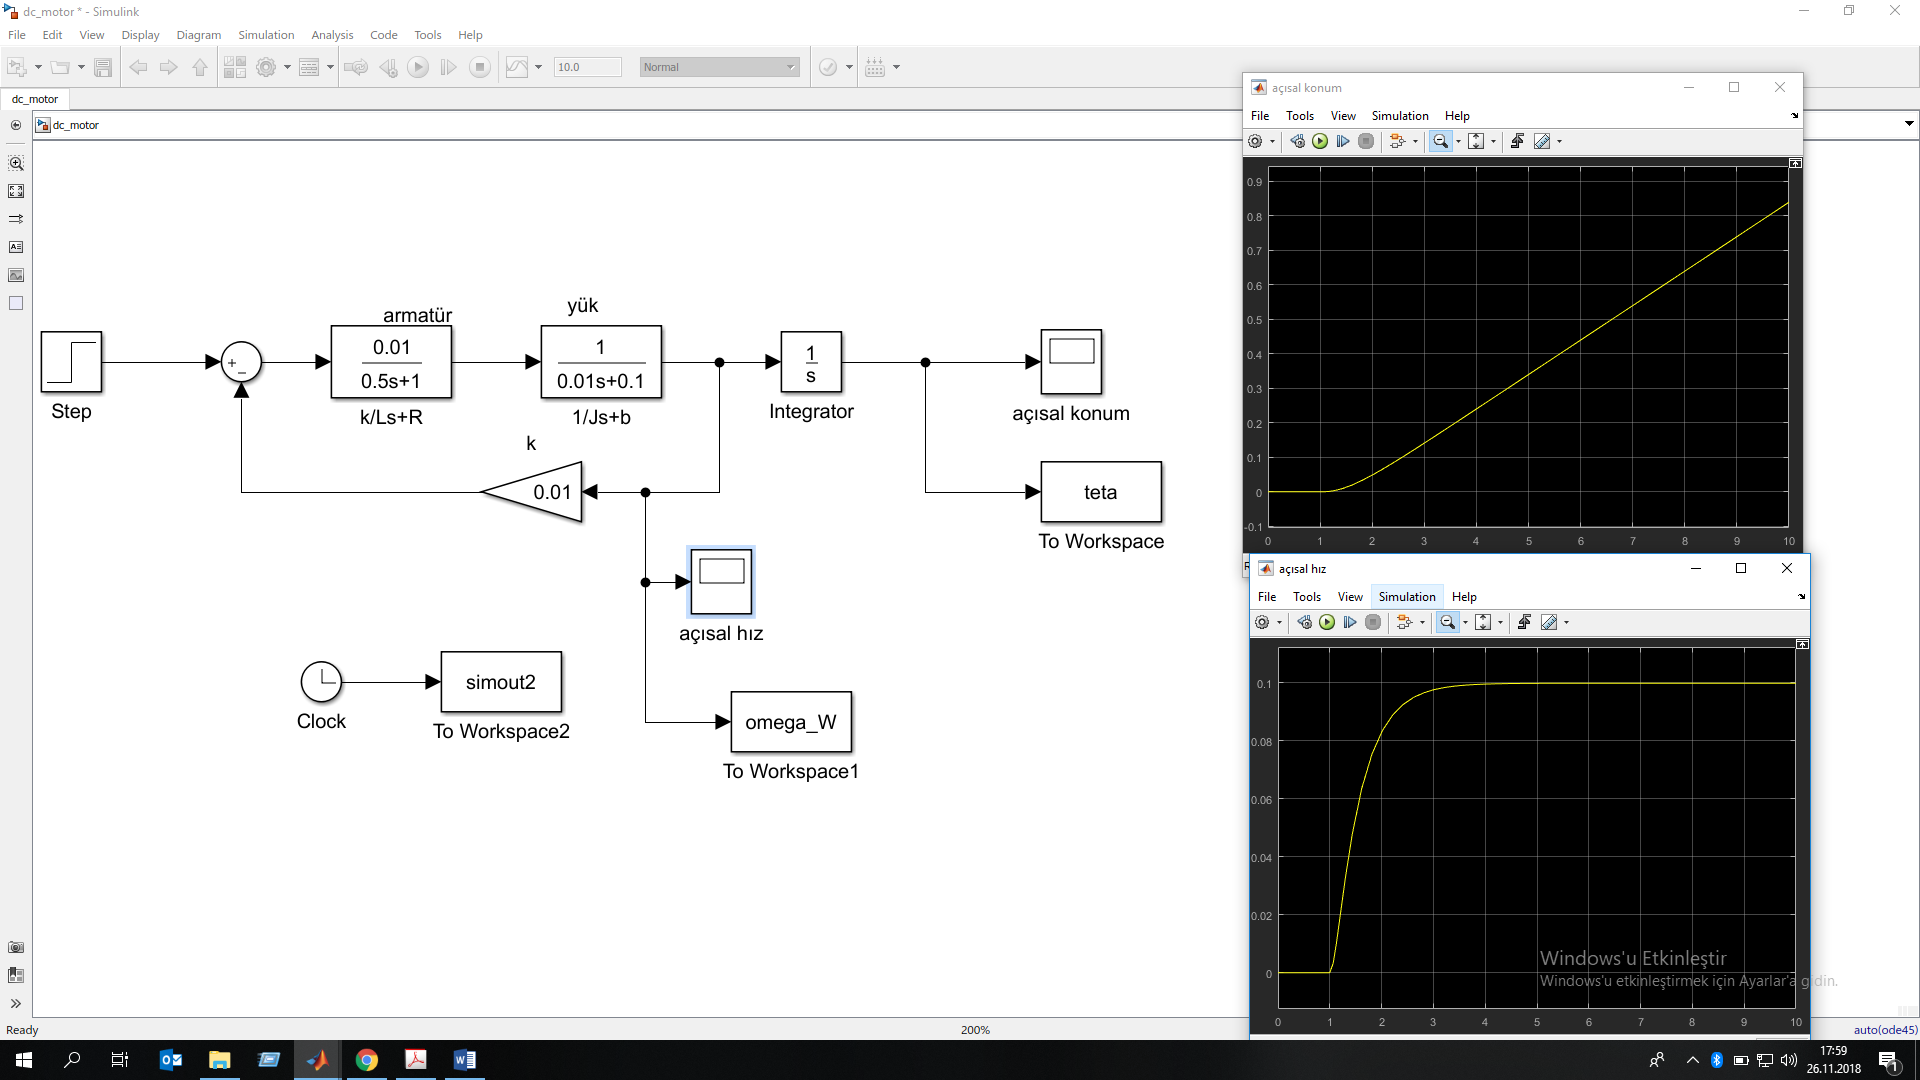 dc_motor * - Simulink
File Edit View Display Diagram Simulation Analysis Code Tools Help
10.0 Normal
dc_motor
dc_motor
armatür
yük
0.01
0.5s+1
k/Ls+R
1
0.01s+0.1
1/Js+b
1
s
Integrator
Step
+
_
k
0.01
açısal konum
teta
To Workspace
açısal hız
Clock
simout2
To Workspace2
omega_W
To Workspace1
açısal konum
File Tools View Simulation Help
0.9
0.8
0.7
0.6
0.5
0.4
0.3
0.2
0.1
0
-0.1
0 1 2 3 4 5 6 7 8 9 10
açısal hız
File Tools View Simulation Help
0.1
0.08
0.06
0.04
0.02
0
0 1 2 3 4 5 6 7 8 9 10
Windows'u Etkinleştir
Windows'u etkinleştirmek için Ayarlar'a gidin.
Ready 200% auto(ode45)
17:59
26.11.2018
1